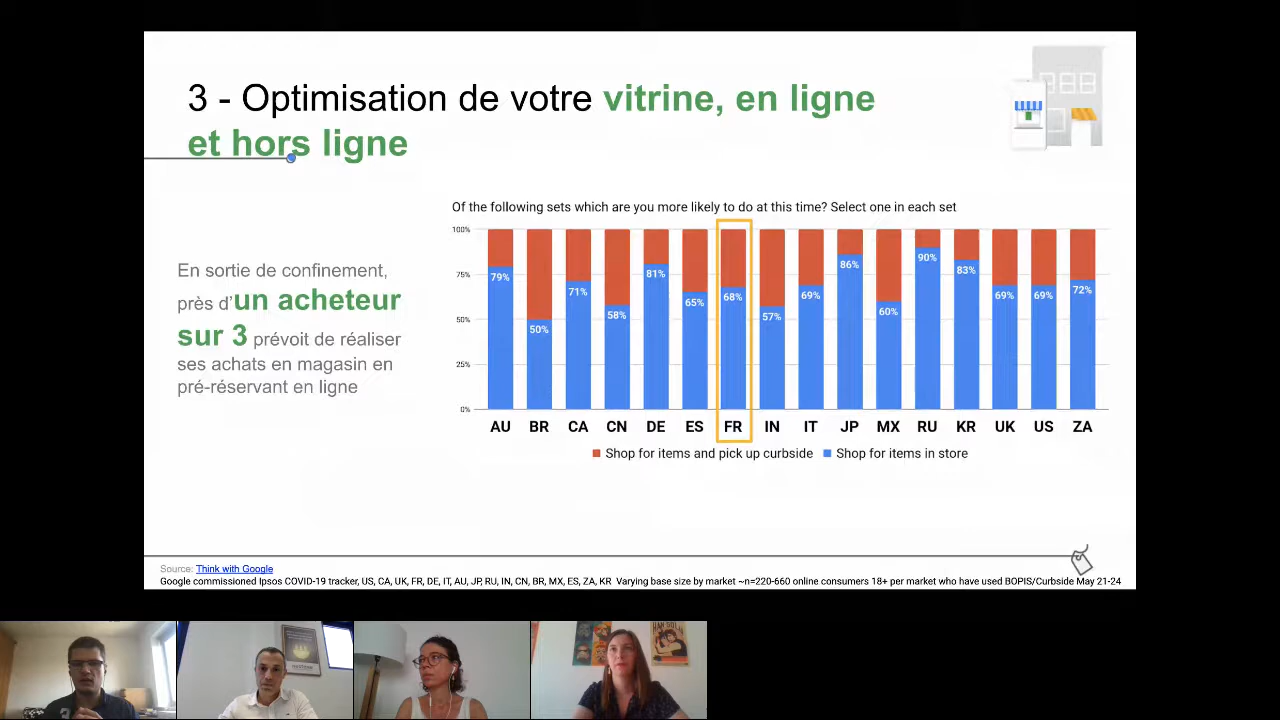 3 - Optimisation de votre vitrine, en ligne
et hors ligne
En sortie de confinement,
près d'un acheteur
sur 3 prévoit de réaliser
ses achats en magasin en
pré-réservant en ligne
Of the following sets which are you more likely to do at this time? Select one in each set
100%
75%
50%
25%
0%
79%
50%
71%
58%
81%
65%
68%
57%
69%
86%
60%
90%
83%
69%
69%
72%
AU BR CA CN DE ES FR IN IT JP MX RU KR UK US ZA
Shop for items and pick up curbside Shop for items in store
Source: Think with Google
Google commissioned Ipsos COVID-19 tracker, US, CA, UK, FR, DE, IT, AU, JP, RU, IN, CN, BR, MX, ES, ZA, KR Varying base size by market ~n=220-660 online consumers 18+ per market who have used BOPIS/Curbside May 21-24
HAN SOLO